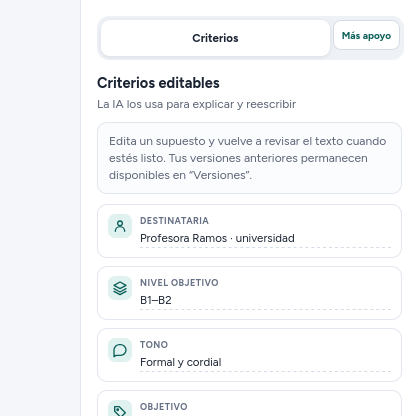 Criterios
Más apoyo
Criterios editables
La IA los usa para explicar y reescribir
Edita un supuesto y vuelve a revisar el texto cuando
estés listo. Tus versiones anteriores permanecen
disponibles en “Versiones”.
DESTINATARIA
Profesora Ramos · universidad
NIVEL OBJETIVO
B1–B2
TONO
Formal y cordial
OBJETIVO